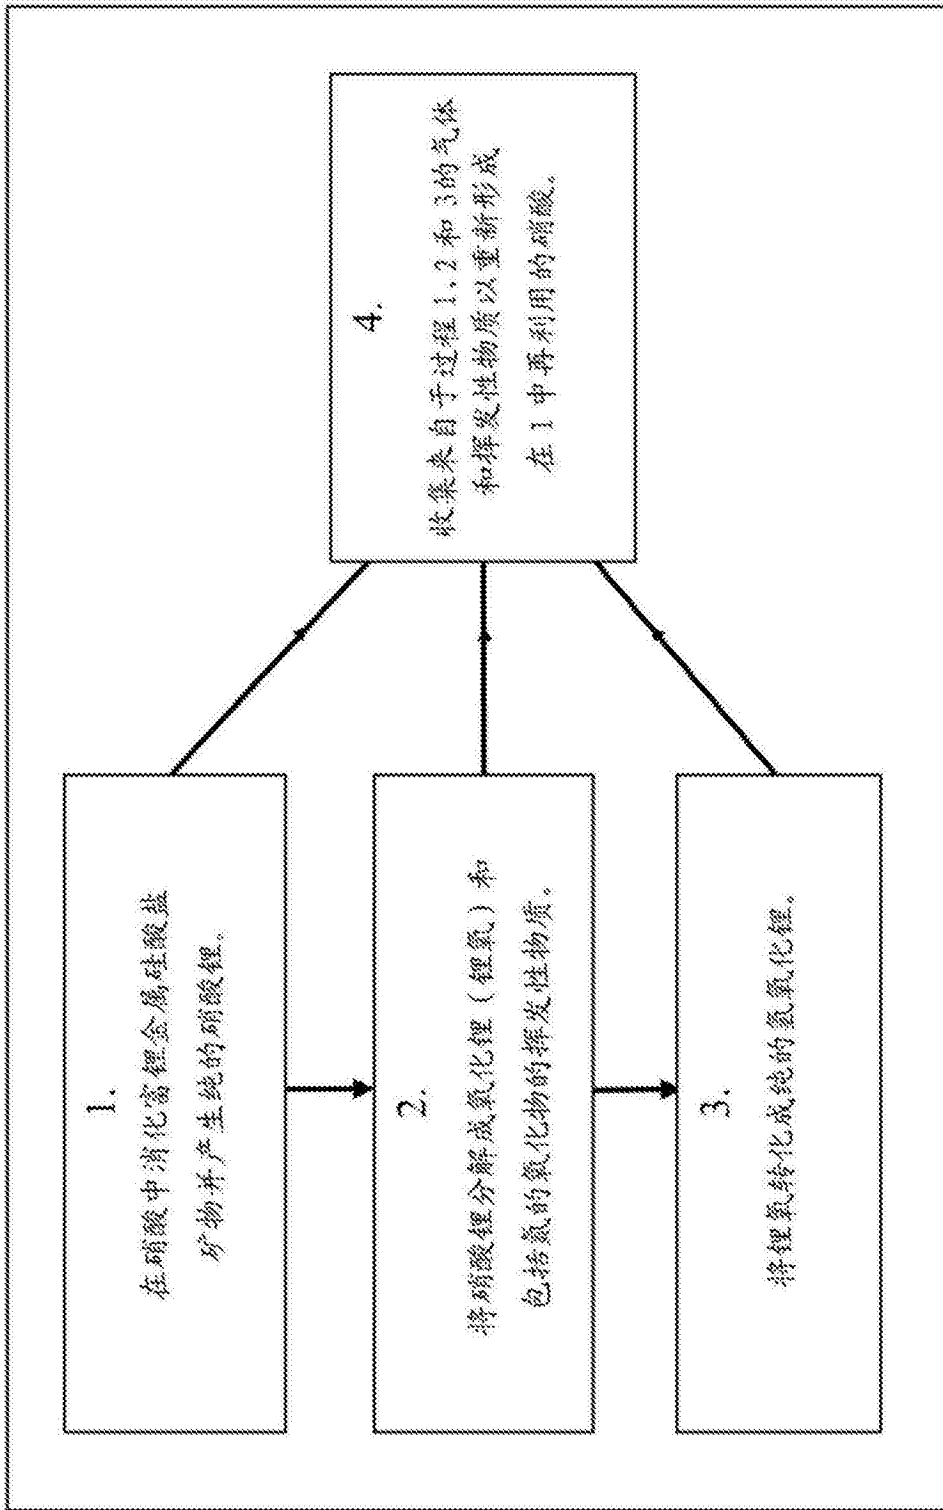 1.
在硝酸中消化富锂金属硅酸盐
矿物并产生纯的硝酸锂。
2.
将硝酸锂分解成氧化锂（锂氧）和
包括氮的氧化物的挥发性物质。
3.
将锂氧转化成纯的氢氧化锂。
4.
收集来自于过程1、2和3的气体
和挥发性物质以重新形成
在1中再利用的硝酸。